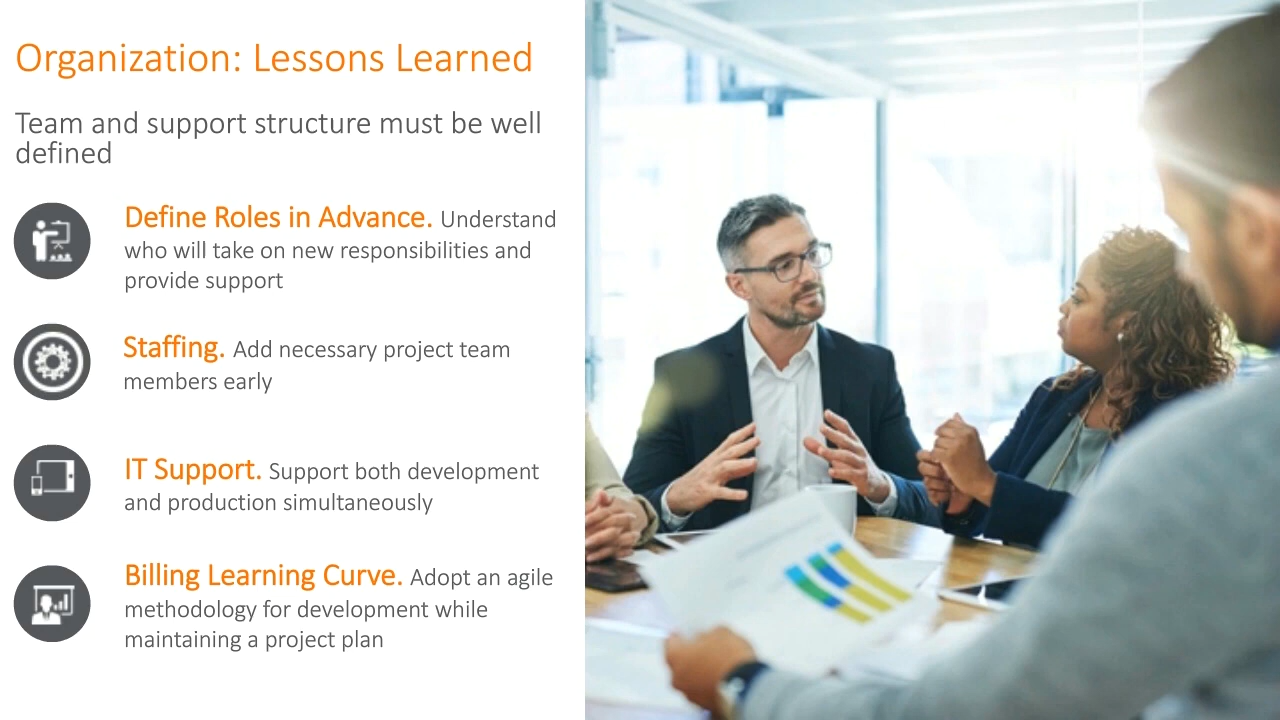 Organization: Lessons Learned
Team and support structure must be well
defined
Define Roles in Advance. Understand
who will take on new responsibilities and
provide support
Staffing. Add necessary project team
members early
IT Support. Support both development
and production simultaneously
Billing Learning Curve. Adopt an agile
methodology for development while
maintaining a project plan